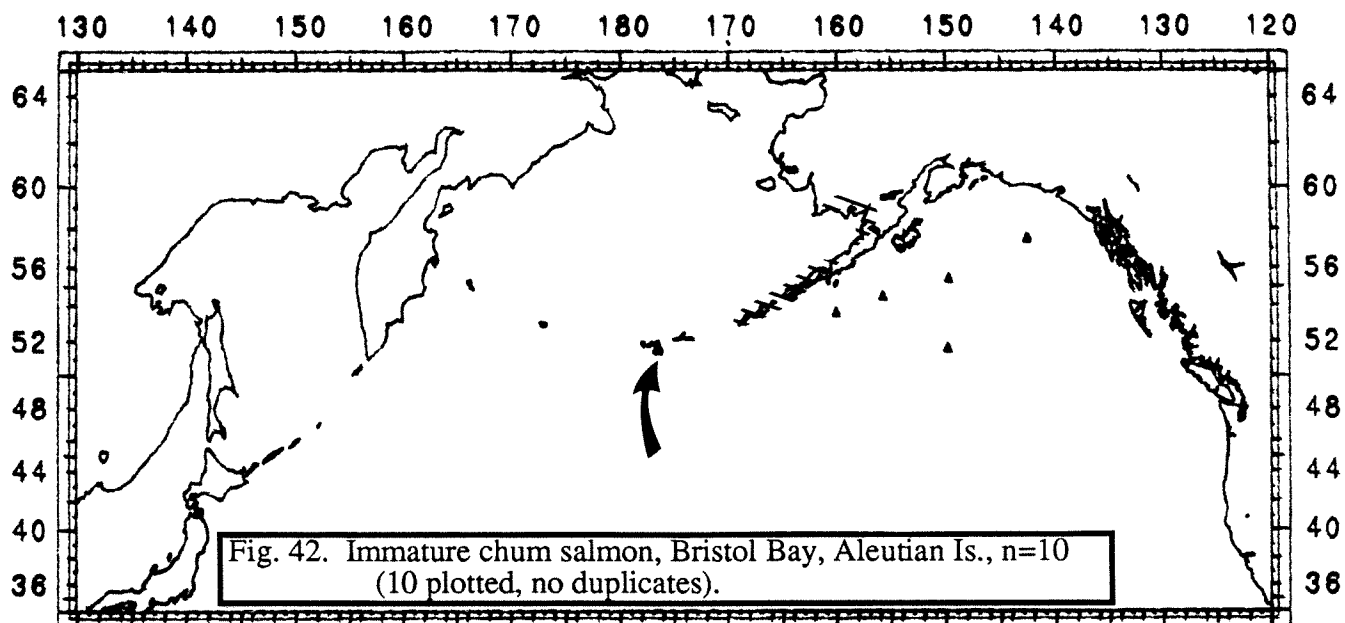 130 140 150 160 170 180 170 160 150 140 130 120
64 64
60 60
56 56
52 52
48 48
44 44
40 40
Fig. 42. Immature chum salmon, Bristol Bay, Aleutian Is., n=10
36 (10 plotted, no duplicates). 36